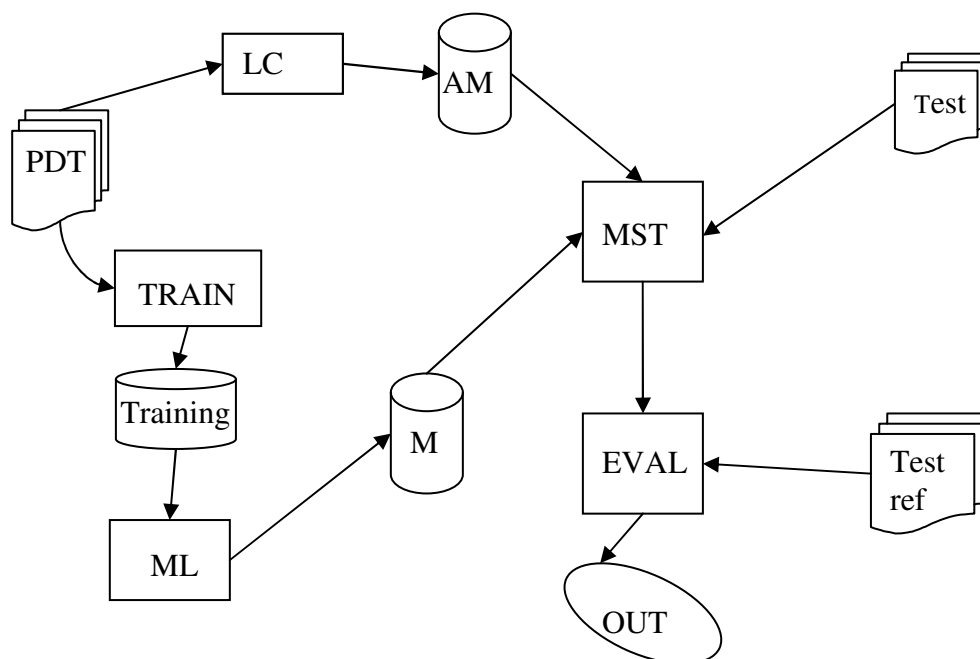 LC
AM
Test
PDT
MST
TRAIN
Training
M
EVAL
Test
ref
ML
OUT